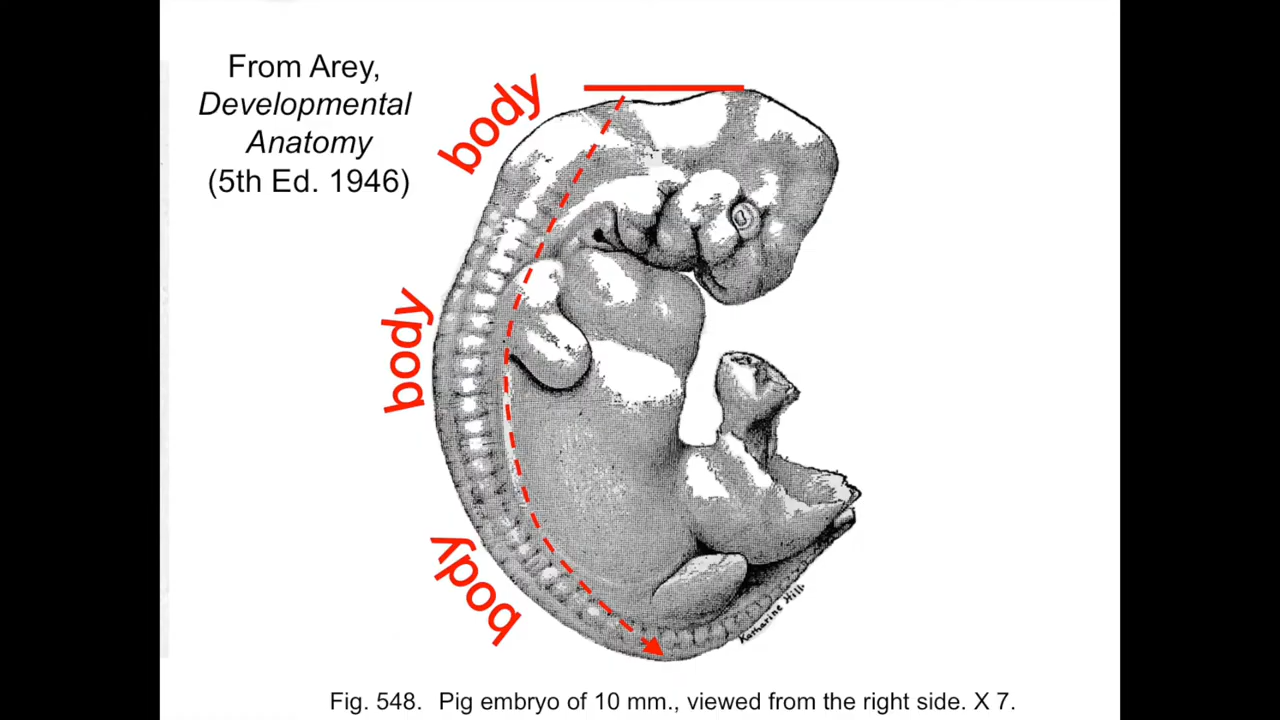 From Arey,
Developmental
Anatomy
(5th Ed. 1946)
body
body
body
Katharine Hill.
Fig. 548. Pig embryo of 10 mm., viewed from the right side. X 7.